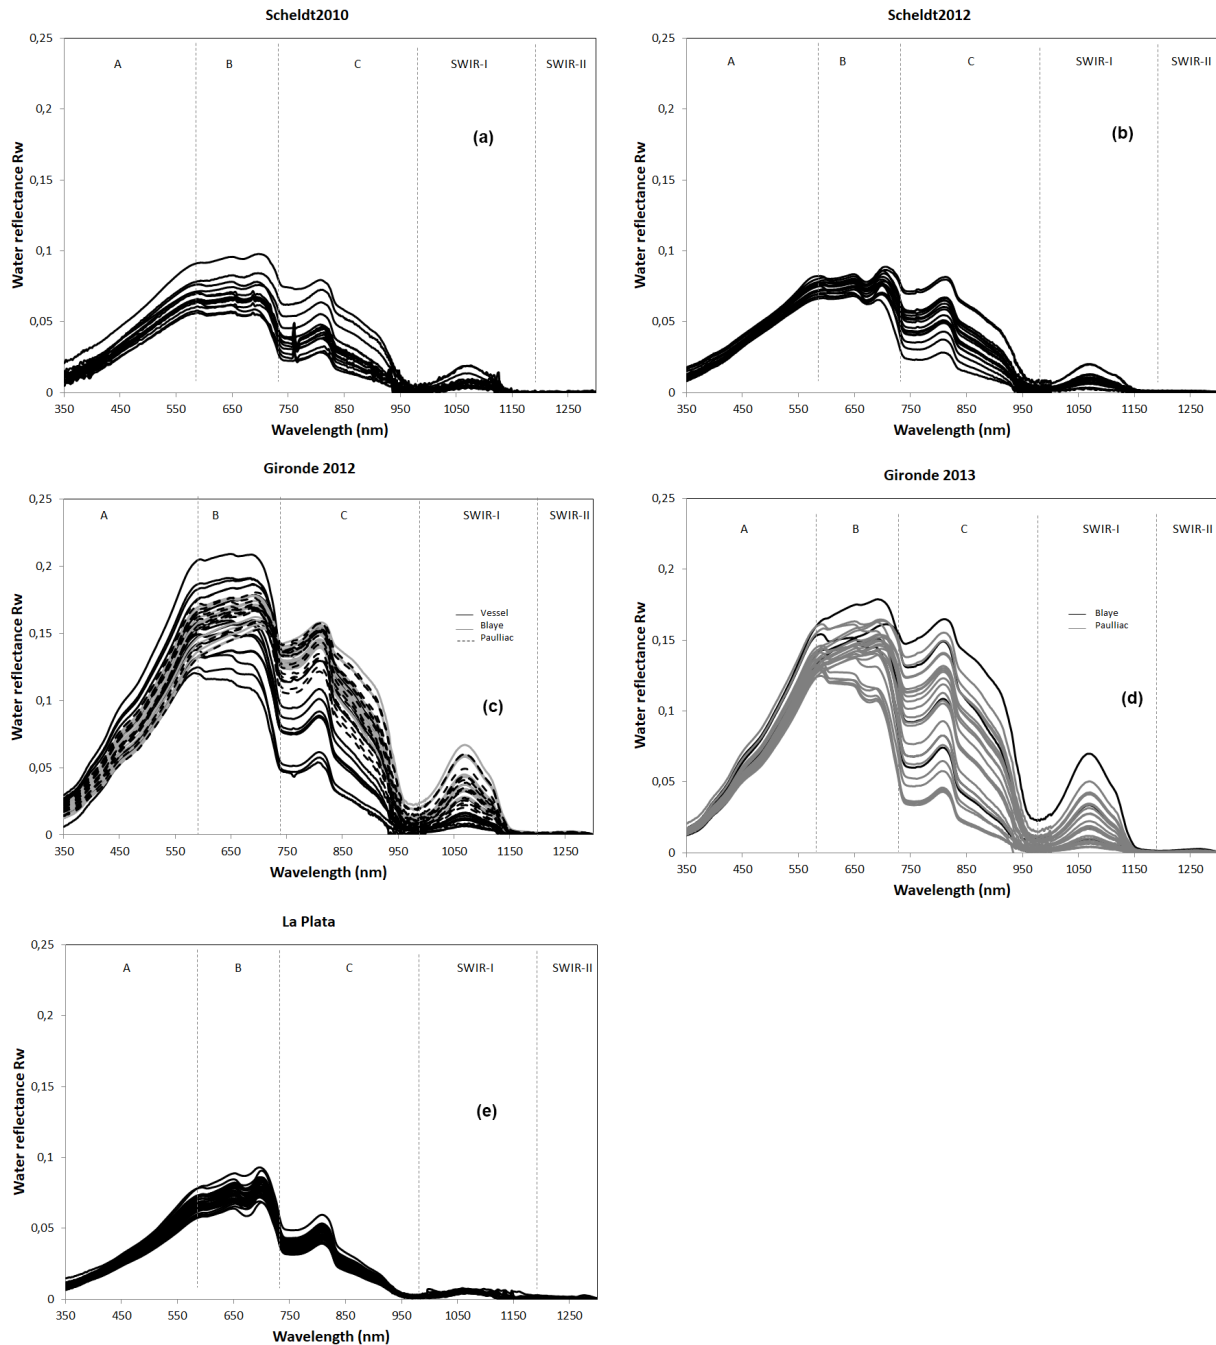 Scheldt2010
0,25
0,2
0,15
0,1
0,05
0
A B C SWIR-I SWIR-II
(a)
Water reflectance Rw
350 450 550 650 750 850 950 1050 1150 1250
Wavelength (nm)
Scheldt2012
0,25
0,2
0,15
0,1
0,05
0
A B C SWIR-I SWIR-II
(b)
Water reflectance Rw
350 450 550 650 750 850 950 1050 1150 1250
Wavelength (nm)
Gironde 2012
0,25
0,2
0,15
0,1
0,05
0
A B C SWIR-I SWIR-II
Vessel
Blaye
Paulliac
(c)
Water reflectance Rw
350 450 550 650 750 850 950 1050 1150 1250
Wavelength (nm)
Gironde 2013
0,25
0,2
0,15
0,1
0,05
0
A B C SWIR-I SWIR-II
Blaye
Paulliac
(d)
Water reflectance Rw
350 450 550 650 750 850 950 1050 1150 1250
Wavelength (nm)
La Plata
0,25
0,2
0,15
0,1
0,05
0
A B C SWIR-I SWIR-II
(e)
Water reflectance Rw
350 450 550 650 750 850 950 1050 1150 1250
Wavelength (nm)